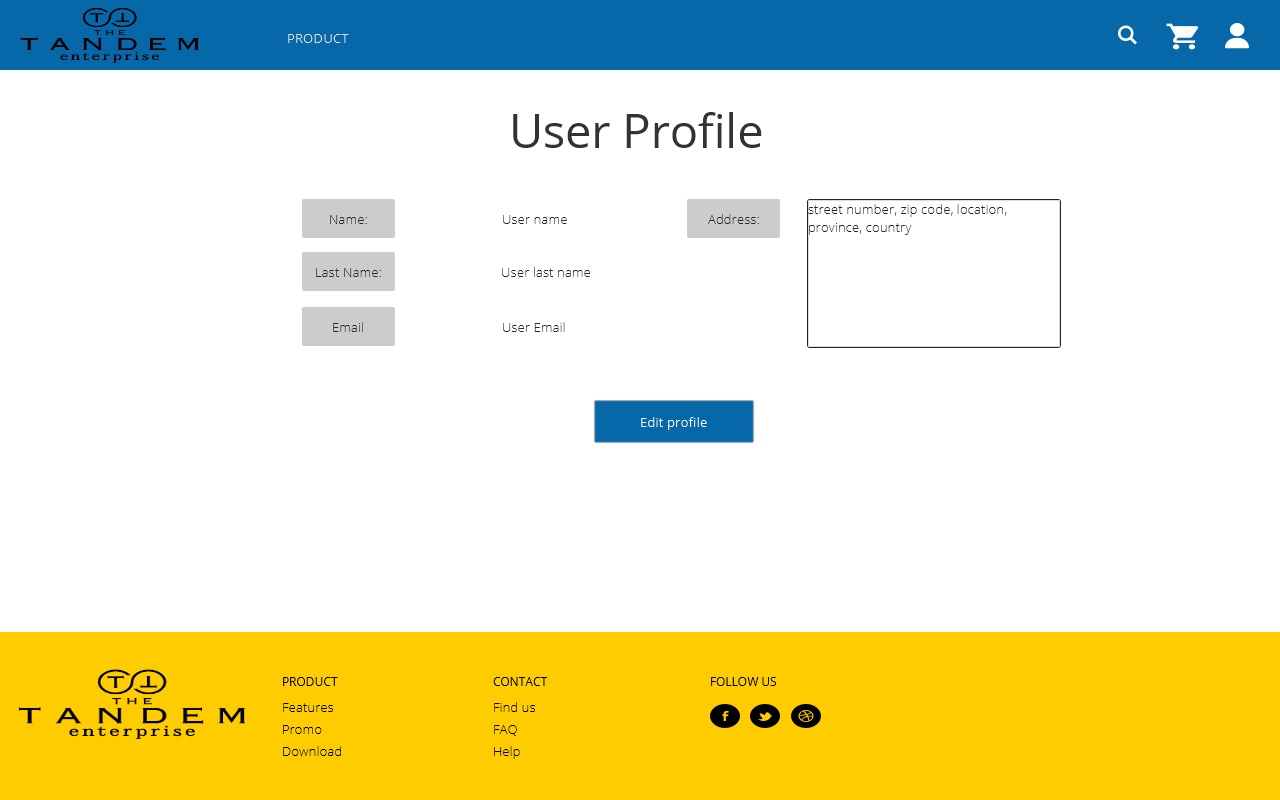 TT
THE
TANDEM
enterprise
PRODUCT
User Profile
Name:
User name
Address:
street number, zip code, location,
province, country
Last Name:
User last name
Email
User Email
Edit profile
TT
THE
TANDEM
enterprise
PRODUCT
Features
Promo
Download
CONTACT
Find us
FAQ
Help
FOLLOW US
f